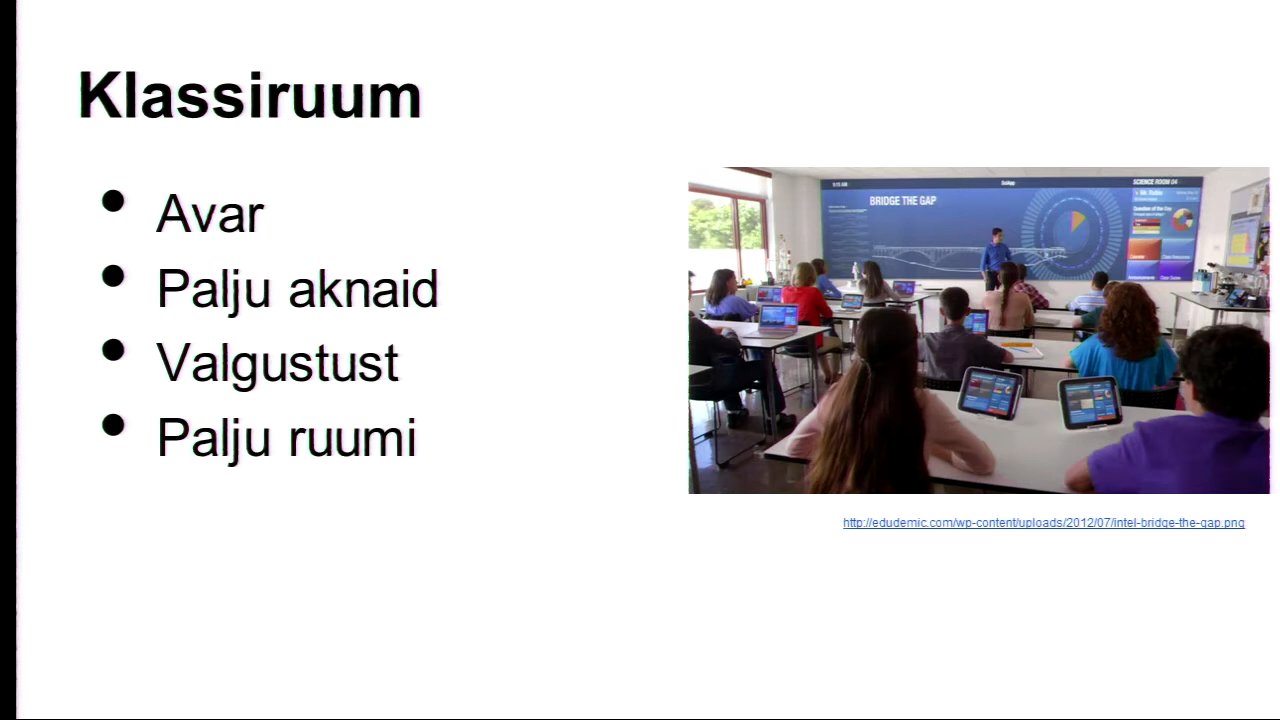 Klassiruum
Avar
Palju aknaid
Valgustust
Palju ruumi
BRIDGE THE GAP
SCIENCE ROOM 04
http://edudemic.com/wp-content/uploads/2012/07/intel-bridge-the-gap.png